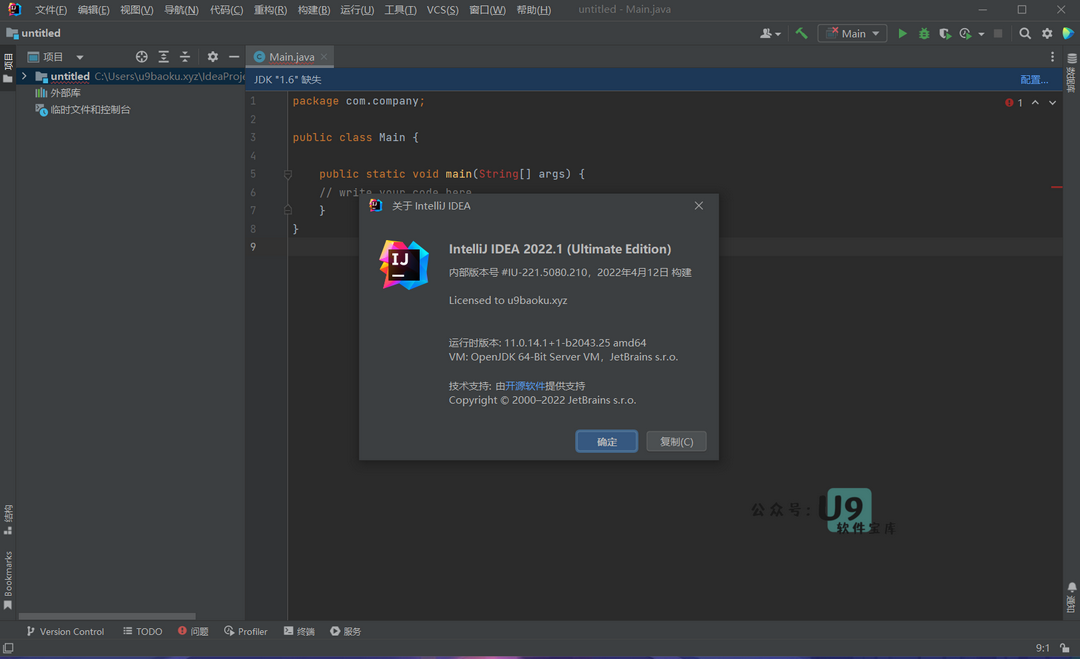 文件(F) 编辑(E) 视图(V) 导航(N) 代码(C) 重构(R) 构建(B) 运行(U) 工具(T) VCS(S) 窗口(W) 帮助(H) untitled - Main.java
untitled
Main
项目
项目
Main.java
数据库
untitled C:\Users\u9baoku.xyz\IdeaProje
外部库
临时文件和控制台
JDK "1.6" 缺失
配置...
1 package com.company;
1
2
3 public class Main {
4
5 public static void main(String[] args) {
6 // write your code here
7 }
8 }
9
关于 IntelliJ IDEA
IJ
IntelliJ IDEA 2022.1 (Ultimate Edition)
内部版本号 #IU-221.5080.210，2022年4月12日 构建
Licensed to u9baoku.xyz
运行时版本: 11.0.14.1+1-b2043.25 amd64
VM: OpenJDK 64-Bit Server VM，JetBrains s.r.o.
技术支持: 由开源软件提供支持
Copyright © 2000–2022 JetBrains s.r.o.
确定
复制(C)
公众号: U9
软件宝库
结构
Bookmarks
通知
Version Control TODO 问题 Profiler 终端 服务
9:1